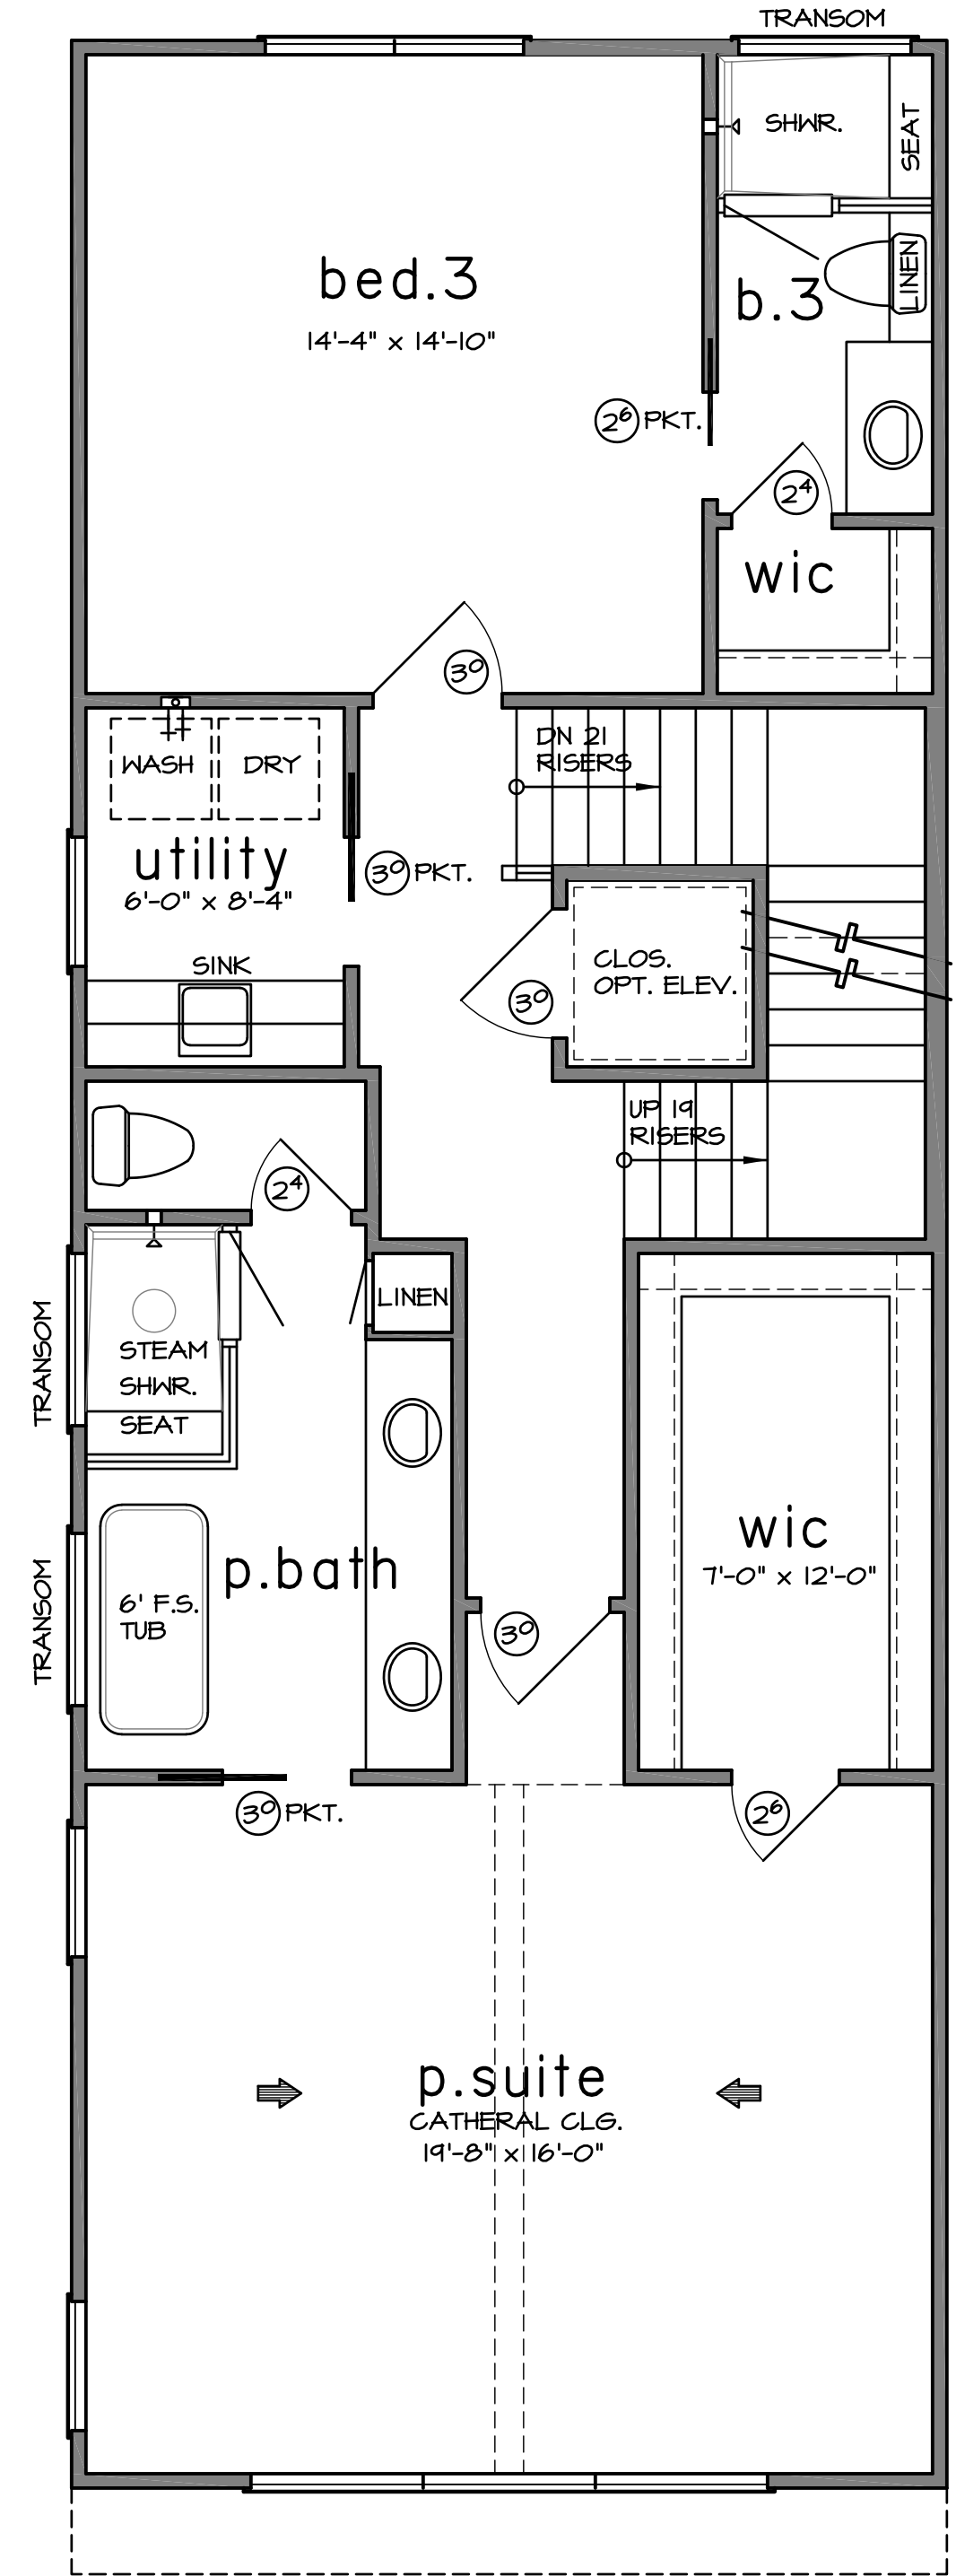 TRANSOM
SHWR.
SEAT
bed.3
14'-4" x 14'-10"
LINEN
b.3
2⁶ PKT.
2⁴
wic
3⁰
DN 21
RISERS
WASH
DRY
utility
6'-0" x 8'-4"
3⁰ PKT.
SINK
CLOS.
OPT. ELEV.
3⁰
UP 19
RISERS
2⁴
LINEN
TRANSOM
STEAM
SHWR.
SEAT
wic
7'-0" x 12'-0"
p.bath
TRANSOM
6' F.S.
TUB
3⁰
3⁰ PKT.
2⁶
p.suite
CATHERAL CLG.
19'-8" x 16'-0"